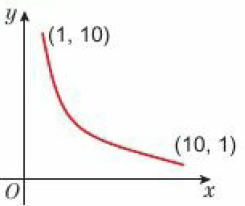 y
(1, 10)
(10, 1)
O
x